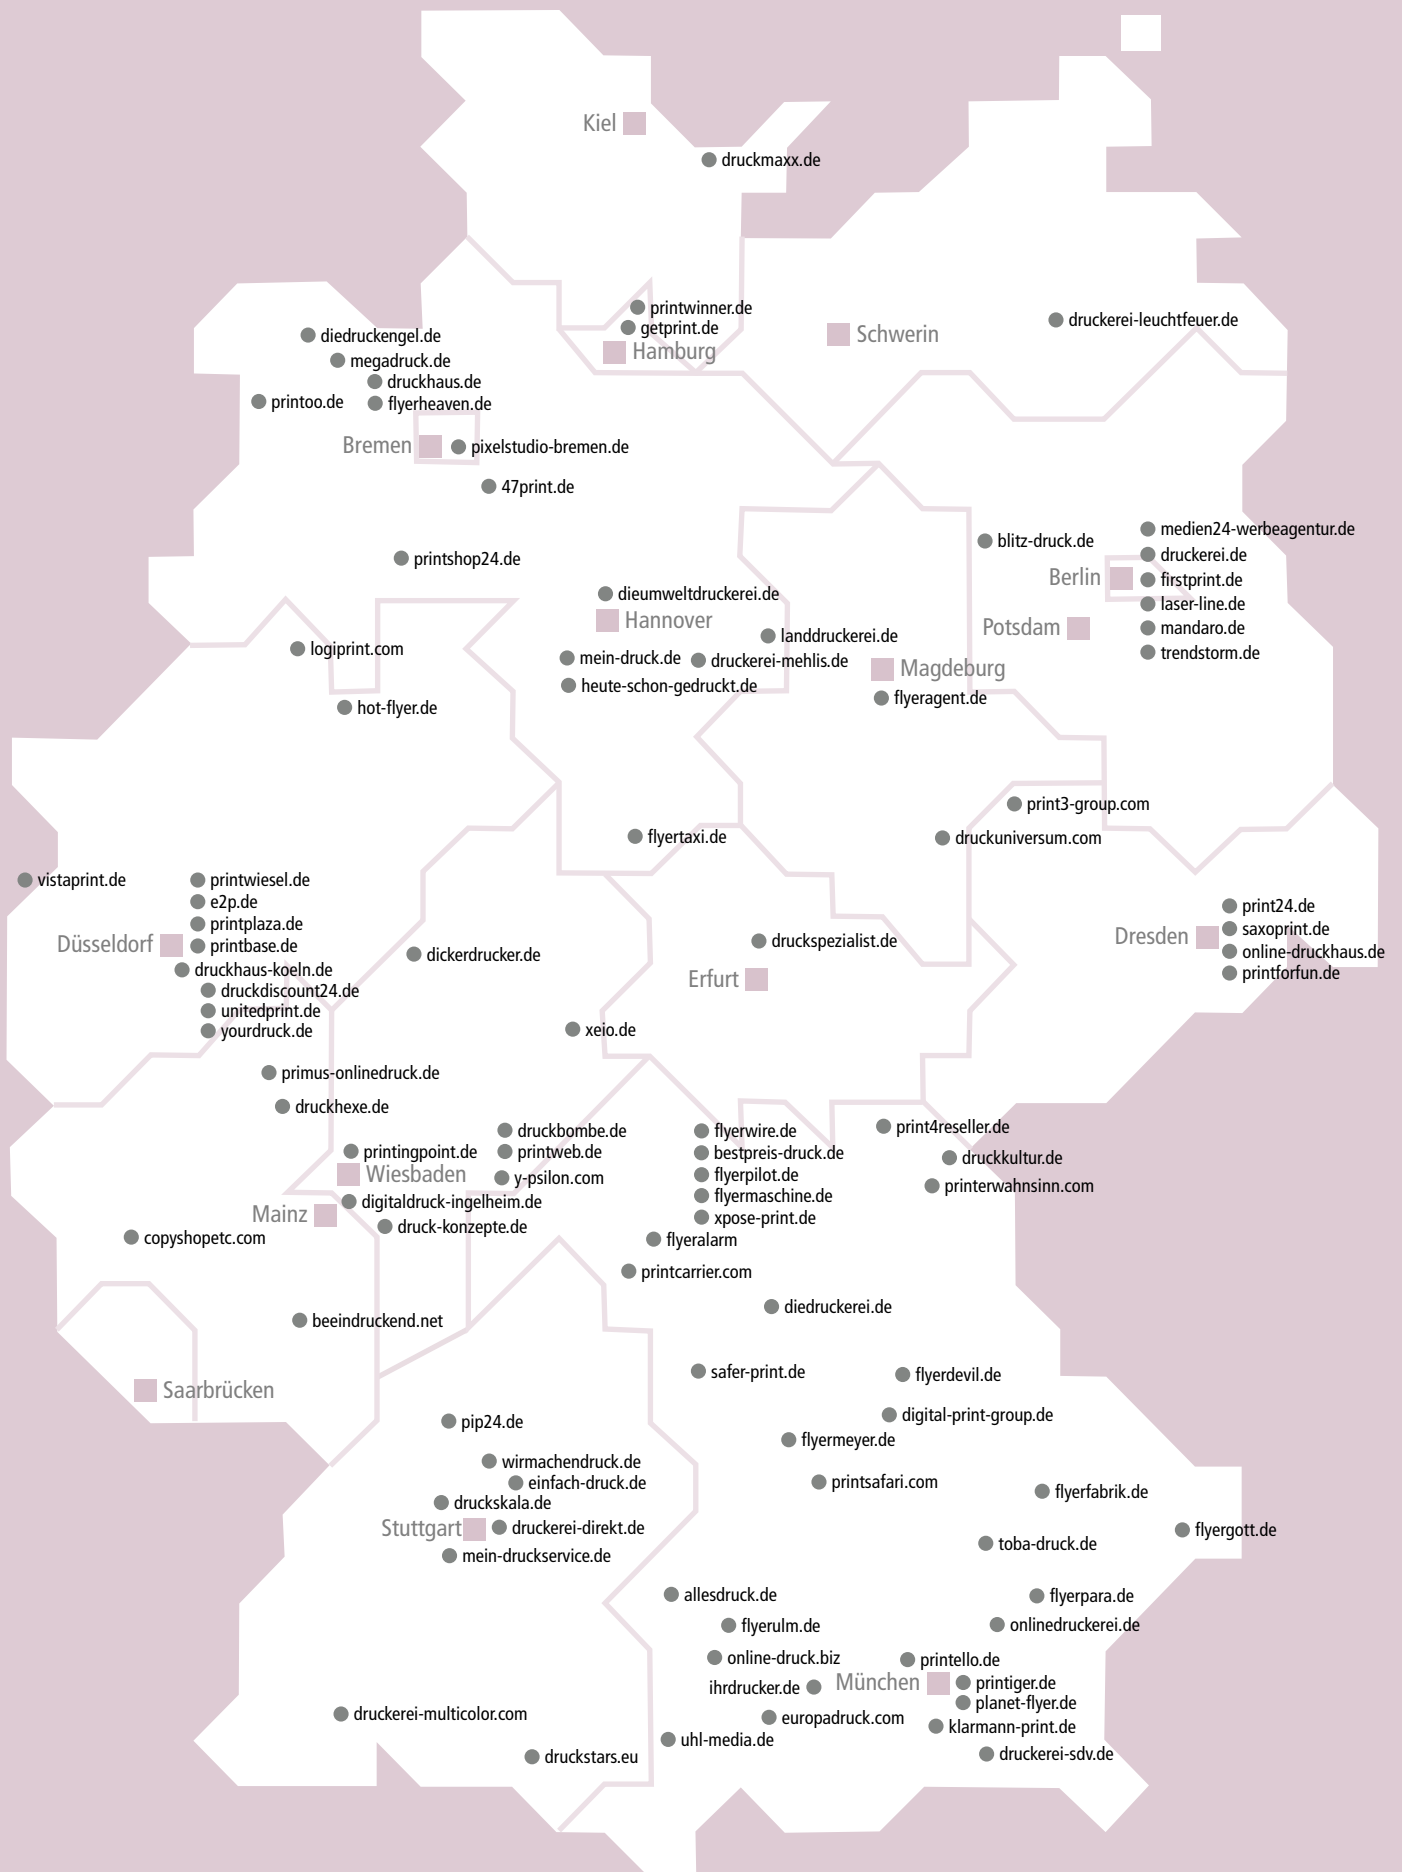 Kiel
druckmaxx.de
printwinner.de
druckerei-leuchtfeuer.de
getprint.de
diedruckengel.de
Schwerin
Hamburg
megadruck.de
druckhaus.de
printoo.de
flyerheaven.de
Bremen
pixelstudio-bremen.de
47print.de
medien24-werbeagentur.de
blitz-druck.de
druckerei.de
printshop24.de
Berlin
firstprint.de
dieumweltdruckerei.de
laser-line.de
Hannover
Potsdam
mandaro.de
landdruckerei.de
logiprint.com
trendstorm.de
mein-druck.de
druckerei-mehlis.de
Magdeburg
heute-schon-gedruckt.de
flyeragent.de
hot-flyer.de
print3-group.com
flyertaxi.de
druckuniversum.com
vistaprint.de
printwiesel.de
e2p.de
print24.de
printplaza.de
saxoprint.de
Düsseldorf
printbase.de
Dresden
druckspezialist.de
online-druckhaus.de
dickerdrucker.de
druckhaus-koeln.de
printforfun.de
Erfurt
druckdiscount24.de
unitedprint.de
yourdruck.de
xeio.de
primus-onlinedruck.de
druckhexe.de
druckbombe.de
flyerwire.de
print4reseller.de
printingpoint.de
printweb.de
bestpreis-druck.de
druckkultur.de
Wiesbaden
y-psilon.com
flyerpilot.de
printerwahnsinn.com
flyermaschine.de
digitaldruck-ingelheim.de
Mainz
xpose-print.de
druck-konzepte.de
copyshopetc.com
flyeralarm
printcarrier.com
diedruckerei.de
beeindruckend.net
safer-print.de
flyerdevil.de
Saarbrücken
digital-print-group.de
pip24.de
flyermeyer.de
wirmachendruck.de
einfach-druck.de
printsafari.com
flyerfabrik.de
druckskala.de
Stuttgart
druckerei-direkt.de
flyergott.de
toba-druck.de
mein-druckservice.de
allesdruck.de
flyerpara.de
flyerulm.de
onlinedruckerei.de
online-druck.biz
printello.de
ihrdrucker.de
München
printiger.de
planet-flyer.de
druckerei-multicolor.com
europadruck.com
klarmann-print.de
uhl-media.de
druckstars.eu
druckerei-sdv.de